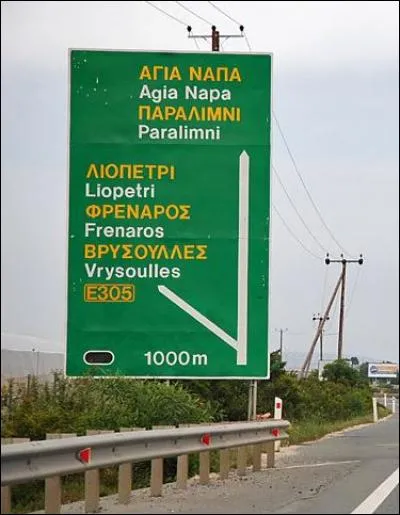 ΑΓΙΑ ΝΑΠΑ
Agia Napa
ΠΑΡΑΛΙΜΝΙ
Paralimni
ΛΙΟΠΕΤΡΙ
Liopetri
ΦΡΕΝΑΡΟΣ
Frenaros
ΒΡΥΣΟΥΛΛΕΣ
Vrysoulles
E305
1000m